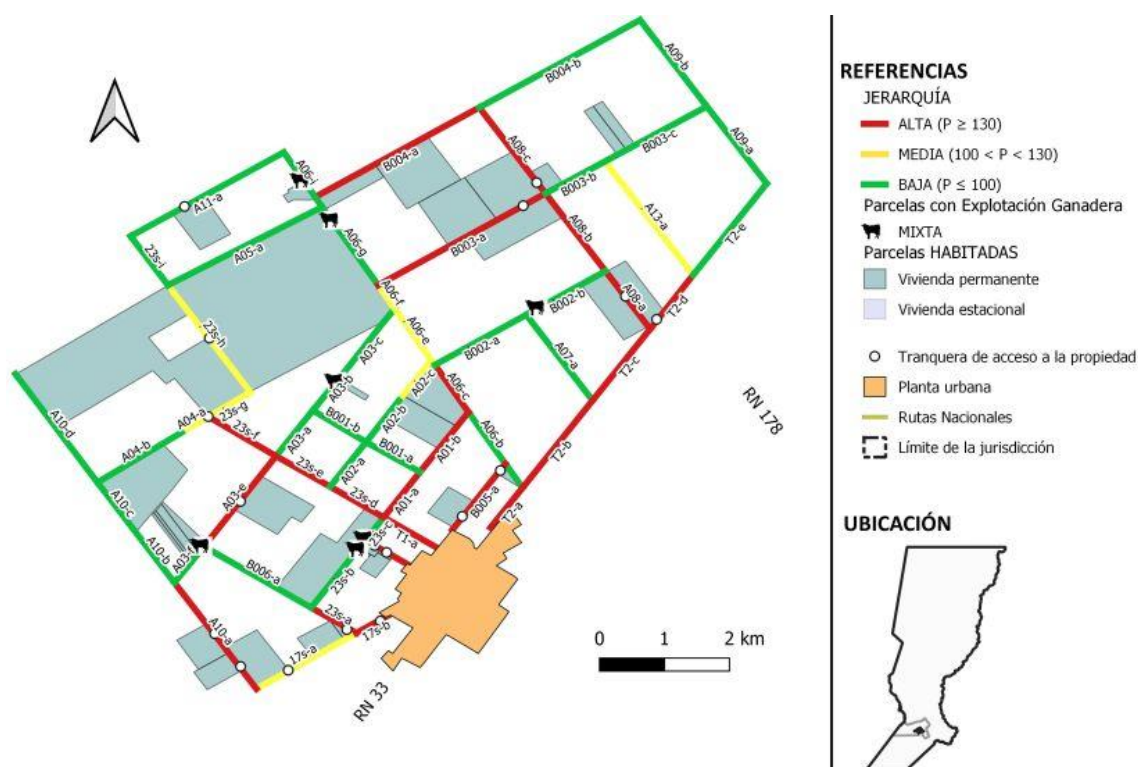 A09-b
B004-b
A08-c
B003-c
A09-a
B004-a
A06-i
A11-a
B003-b
A13-a
A06-g
A05-a
23s-i
B003-a
A08-b
T2-e
A06-f
B002-b
A08-a
T2-d
23s-h
A06-e
A03-c
B002-a
A07-a
T2-c
A03-b
A02-c
A06-c
RN 178
A10-d
A04-a
23s-g
A02-b
B001-b
A01-b
A06-b
23s-f
A03-a
B001-a
T2-b
A04-b
23s-e
A02-a
A10-c
A03-e
23s-d
A01-a
B005-a
T2-a
23s-c
T1-a
A10-b
A03-f
B006-a
23s-b
23s-a
17s-b
A10-a
17s-a
RN 33
0 1 2 km
REFERENCIAS
JERARQUÍA
ALTA (P ≥ 130)
MEDIA (100 < P < 130)
BAJA (P ≤ 100)
Parcelas con Explotación Ganadera
MIXTA
Parcelas HABITADAS
Vivienda permanente
Vivienda estacional
Tranquera de acceso a la propiedad
Planta urbana
Rutas Nacionales
Límite de la jurisdicción
UBICACIÓN